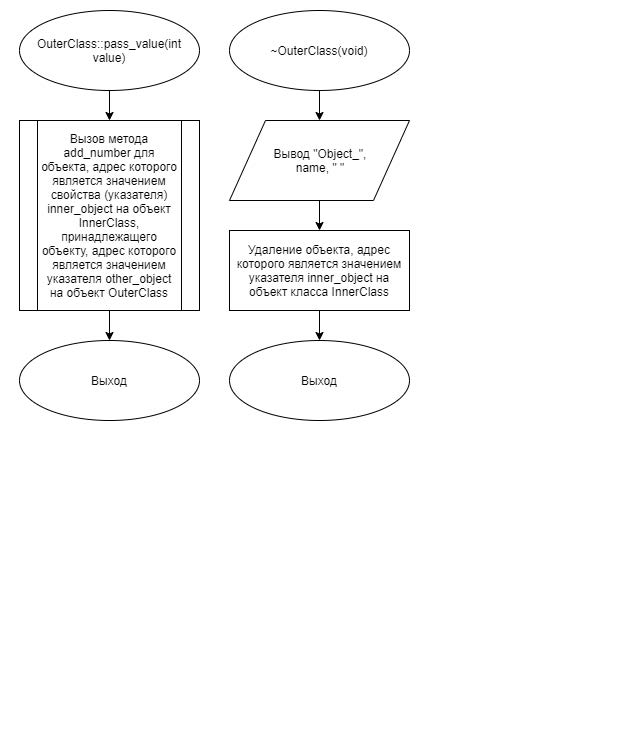 OuterClass::pass_value(int
value)
Вызов метода
add_number для
объекта, адрес которого
является значением
свойства (указателя)
inner_object на объект
InnerClass,
принадлежащего
объекту, адрес которого
является значением
указателя other_object
на объект OuterClass
Выход
~OuterClass(void)
Вывод "Object_",
name, " "
Удаление объекта, адрес
которого является значением
указателя inner_object на
объект класса InnerClass
Выход